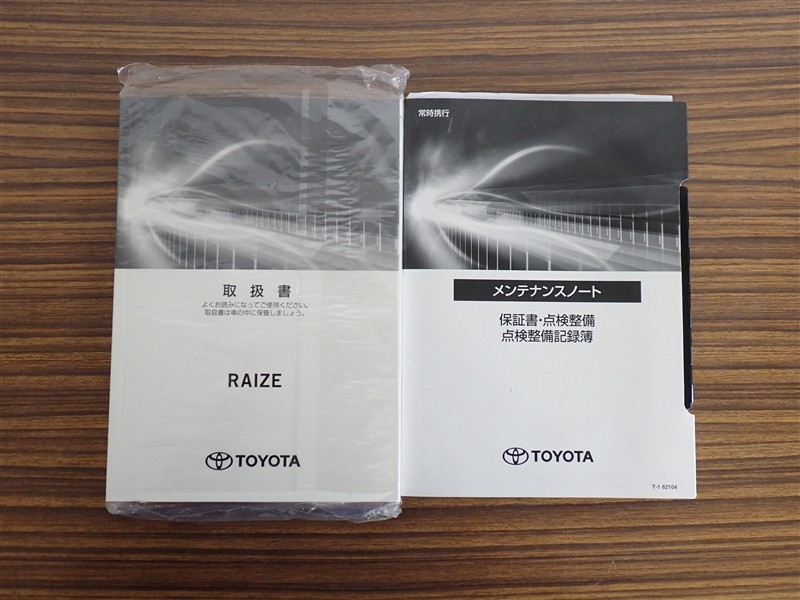 取扱書
よくお読みになってご使用ください。
取扱書は車の中に保管しましょう。
RAIZE
TOYOTA
常時携行
メンテナンスノート
保証書・点検整備
点検整備記録簿
TOYOTA
T-1 62104